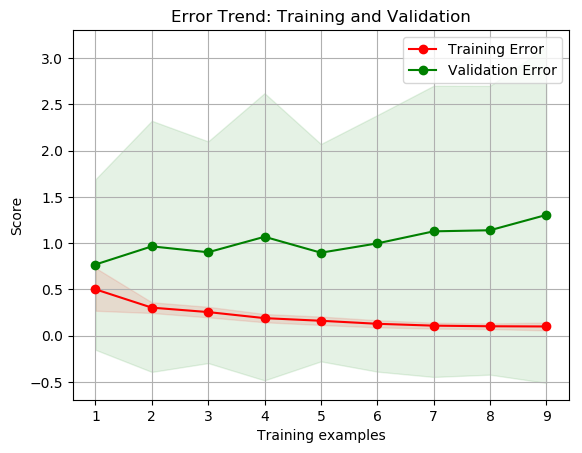 Error Trend: Training and Validation
Training Error
Validation Error
Score
3.0
2.5
2.0
1.5
1.0
0.5
0.0
−0.5
1 2 3 4 5 6 7 8 9
Training examples